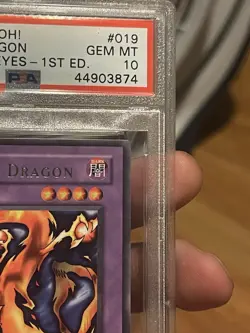 OH! #019
GON GEM MT
EYES - 1ST ED. 10
PSA 44903874
DRAGON
闇